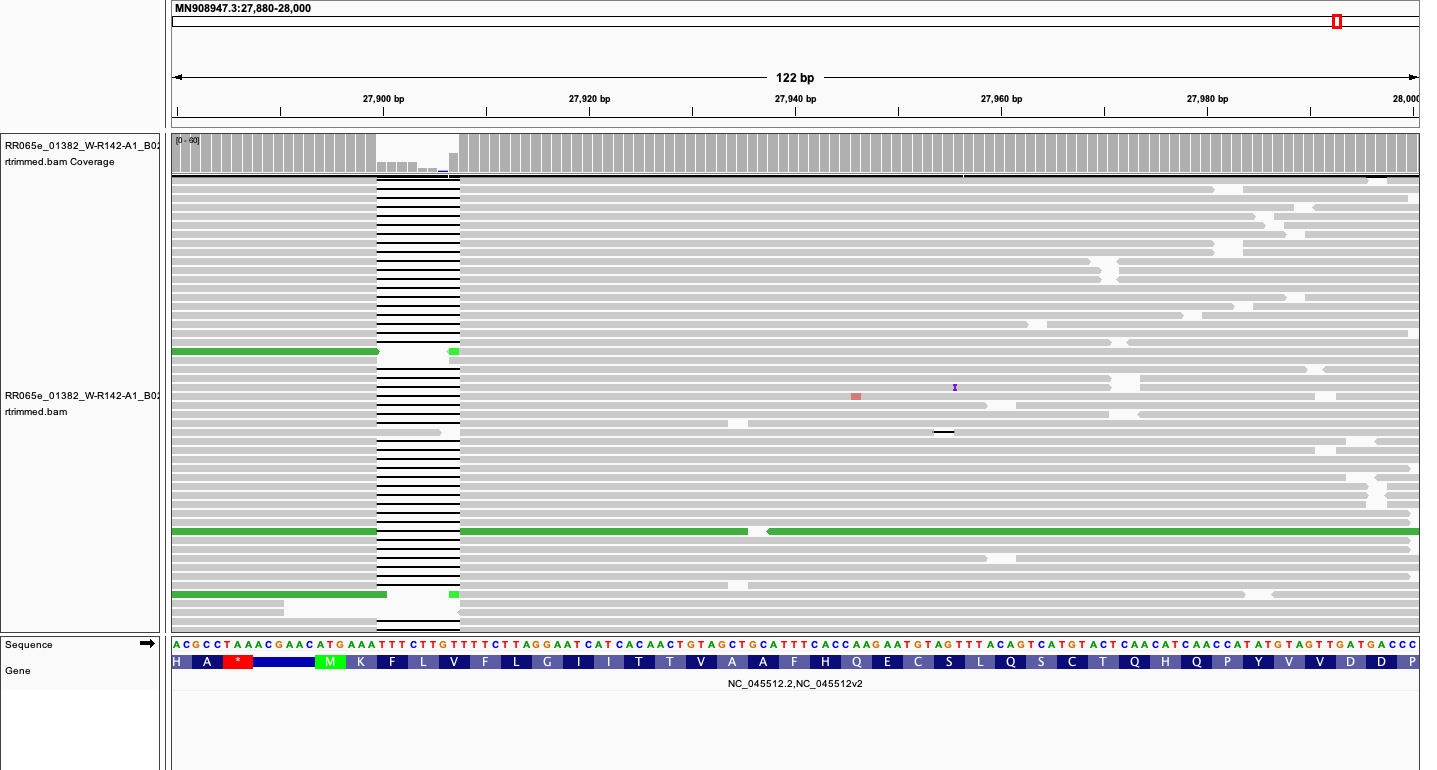 MN908947.3:27,880-28,000
122 bp
27,900 bp 27,920 bp 27,940 bp 27,960 bp 27,980 bp 28,000
RR065e_01382_W-R142-A1_B02
rtrimmed.bam Coverage
[0 - 60]
RR065e_01382_W-R142-A1_B02
rtrimmed.bam
Sequence
ACGCCTAAACGAACATGAAATTTCTTGTTTTCTTAGGAATCATCACAACTGTAGCTGCATTTCACCAAGAATGTAGTTTACAGTCATGTACTCAACATCAACCATATGTAGTTGATGACCC
Gene
H A * M K F L V F L G I I T T V A A F H Q E C S L Q S C T Q H Q P Y V V D D P
NC_045512.2,NC_045512v2